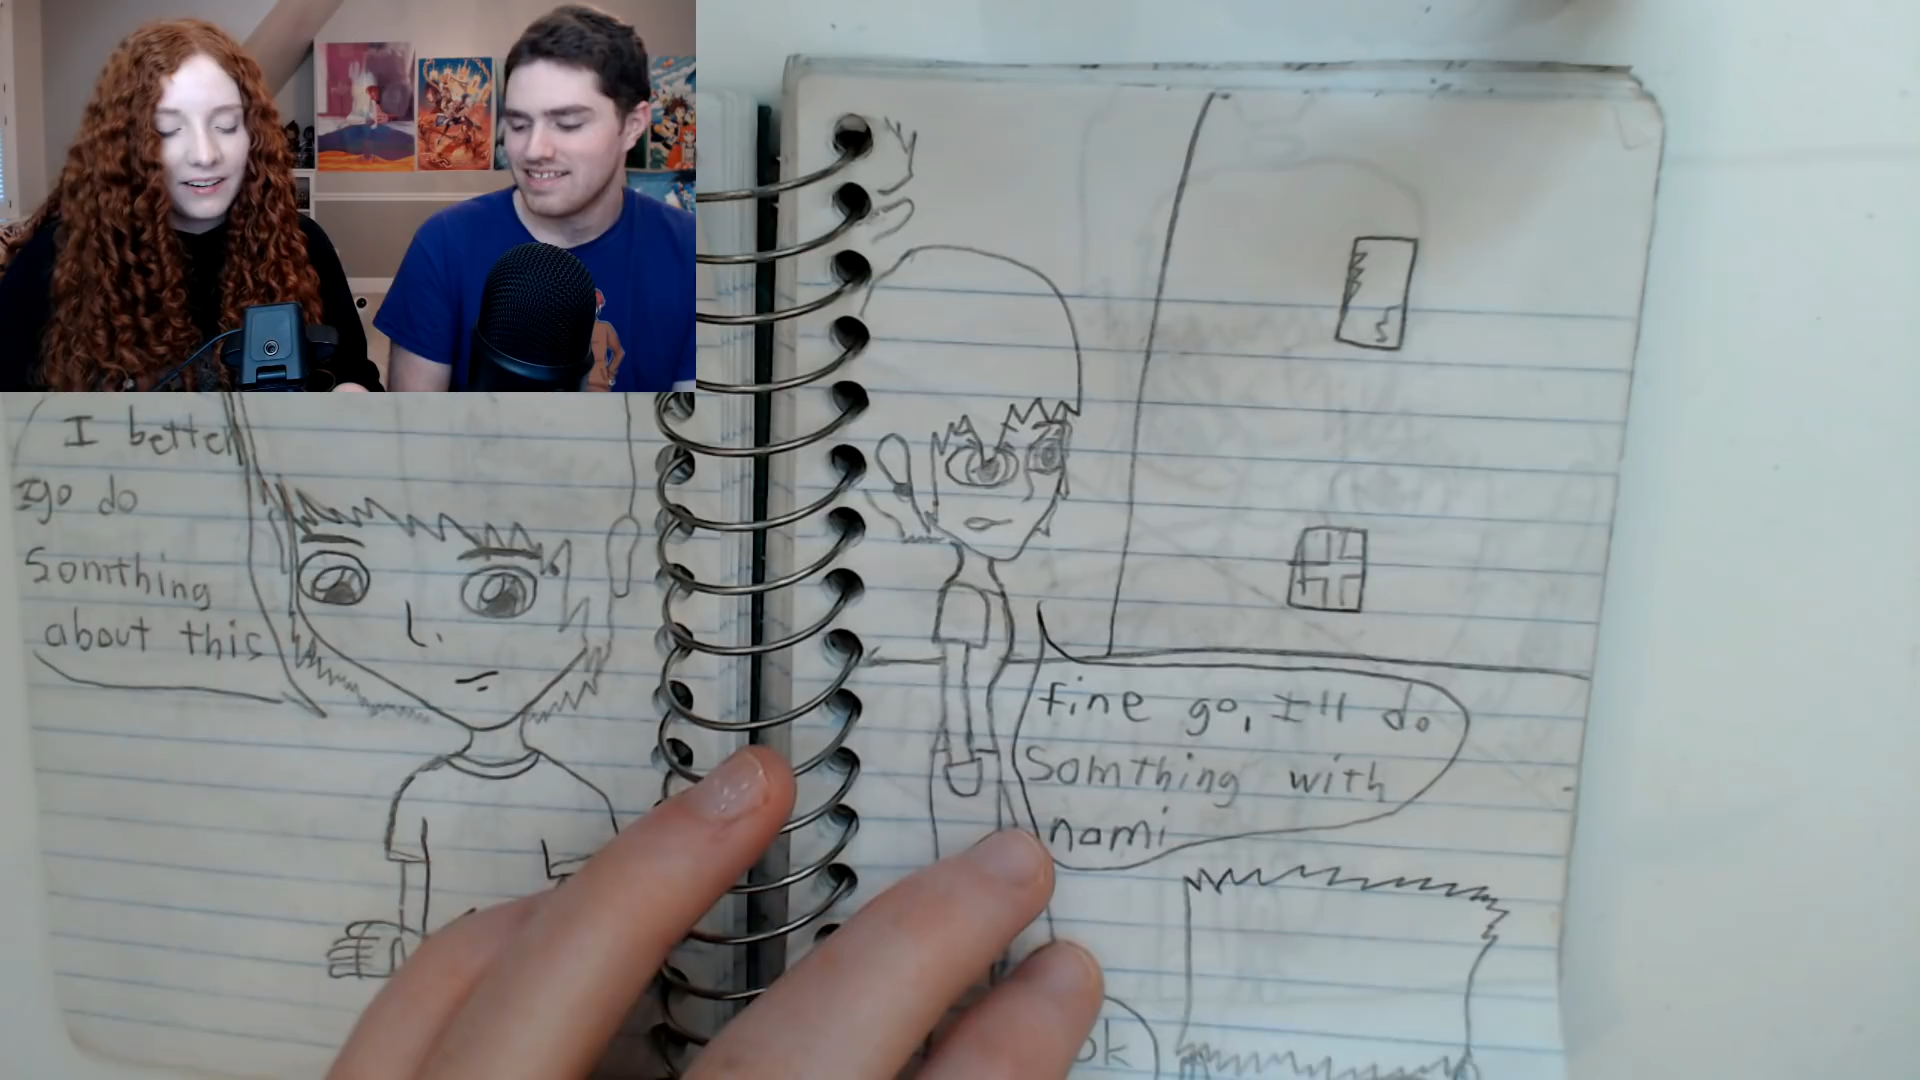 I better
I go do
Somthing
about this
fine go, I'll do
Somthing with
nami
ok